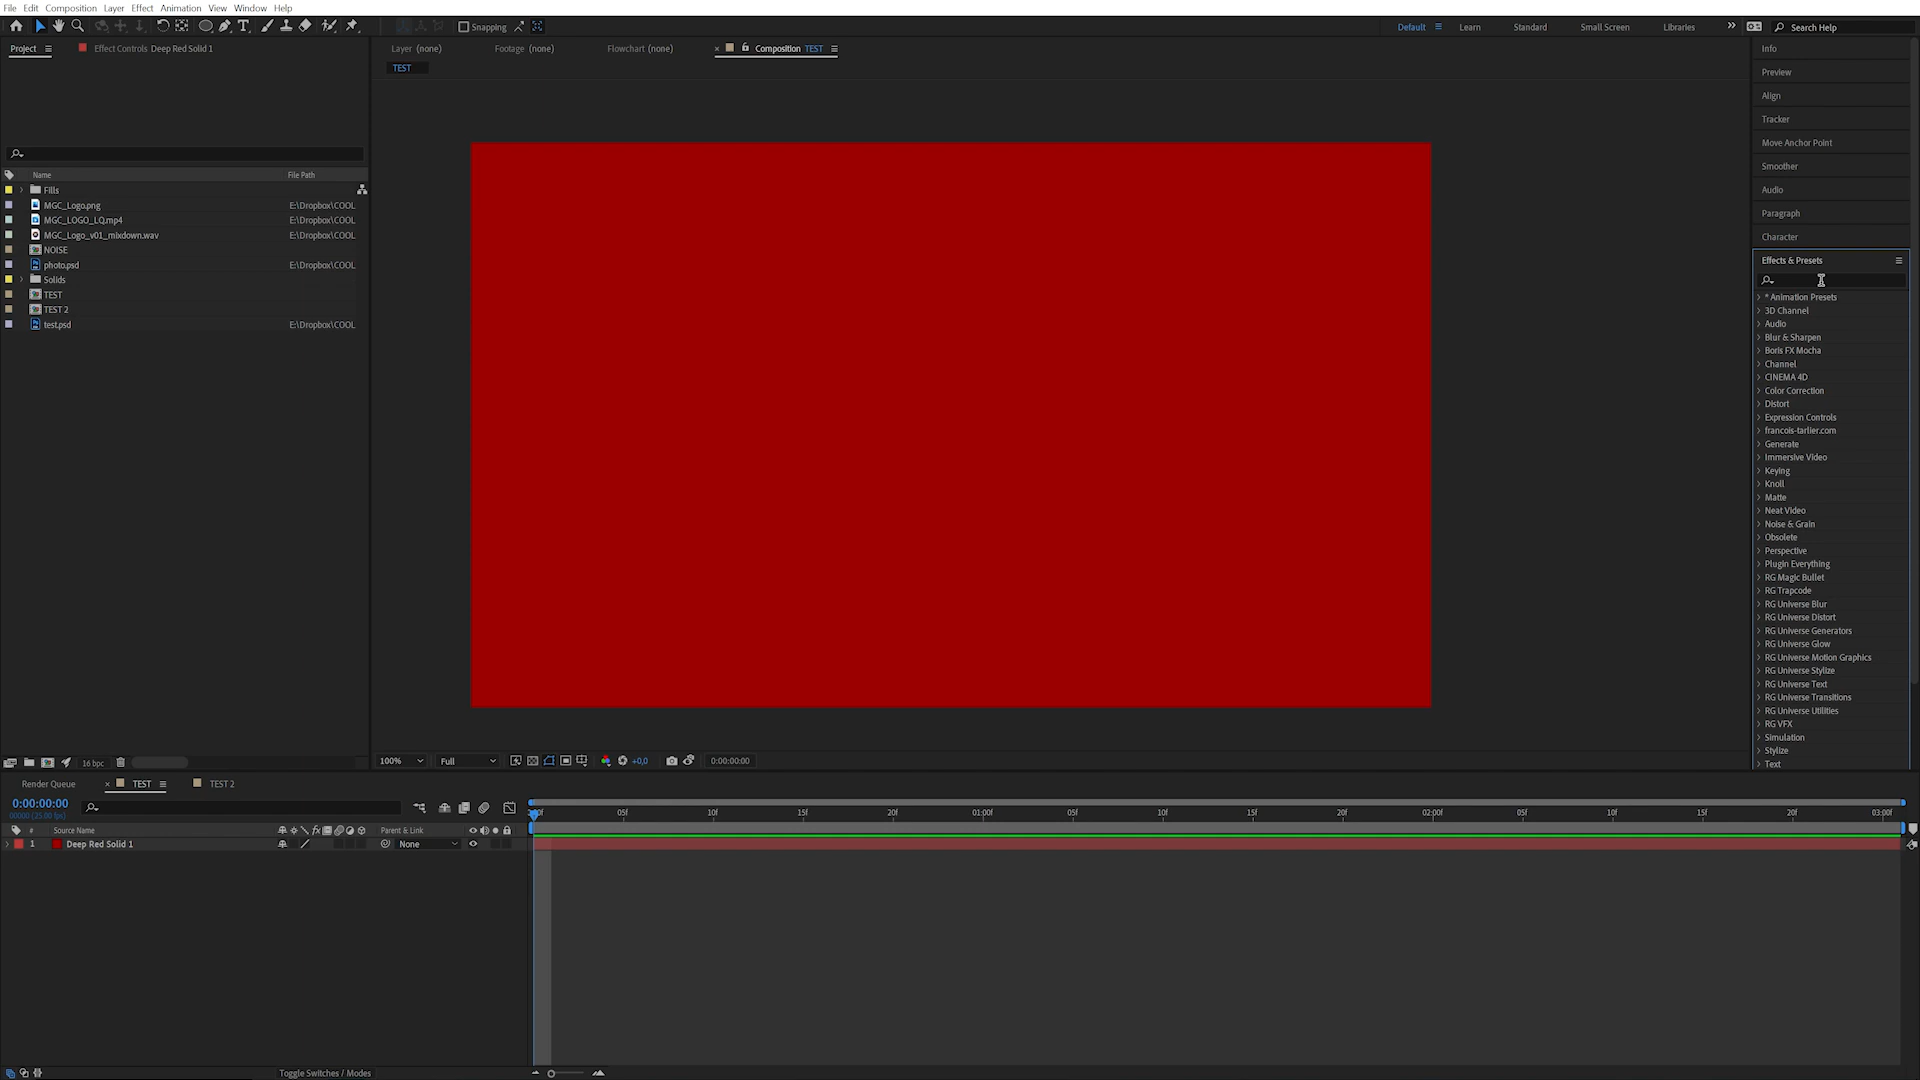 File Edit Composition Layer Effect Animation View Window Help
Snapping
Default Learn Standard Small Screen Libraries Search Help
Project Effect Controls Deep Red Solid 1
Layer (none) Footage (none) Flowchart (none) Composition TEST
TEST
Name File Path
Fills
MGC_Logo.png E:\Dropbox\COOL
MGC_LOGO_LQ.mp4 E:\Dropbox\COOL
MGC_Logo_v01_mixdown.wav E:\Dropbox\COOL
NOISE
photo.psd E:\Dropbox\COOL
Solids
TEST
TEST 2
test.psd E:\Dropbox\COOL
16 bpc
100% Full +0,0 0:00:00:00
Info
Preview
Align
Tracker
Move Anchor Point
Smoother
Audio
Paragraph
Character
Effects & Presets
* Animation Presets
3D Channel
Audio
Blur & Sharpen
Boris FX Mocha
Channel
CINEMA 4D
Color Correction
Distort
Expression Controls
francois-tarlier.com
Generate
Immersive Video
Keying
Knoll
Matte
Neat Video
Noise & Grain
Obsolete
Perspective
Plugin Everything
RG Magic Bullet
RG Trapcode
RG Universe Blur
RG Universe Distort
RG Universe Generators
RG Universe Glow
RG Universe Motion Graphics
RG Universe Stylize
RG Universe Text
RG Universe Transitions
RG Universe Utilities
RG VFX
Simulation
Stylize
Text
Render Queue TEST TEST 2
0:00:00:00
00000 (25.00 fps)
05f 10f 15f 20f 01:00f 05f 10f 15f 20f 02:00f 05f 10f 15f 20f 03:00f
# Source Name Parent & Link
1 Deep Red Solid 1 None
Toggle Switches / Modes